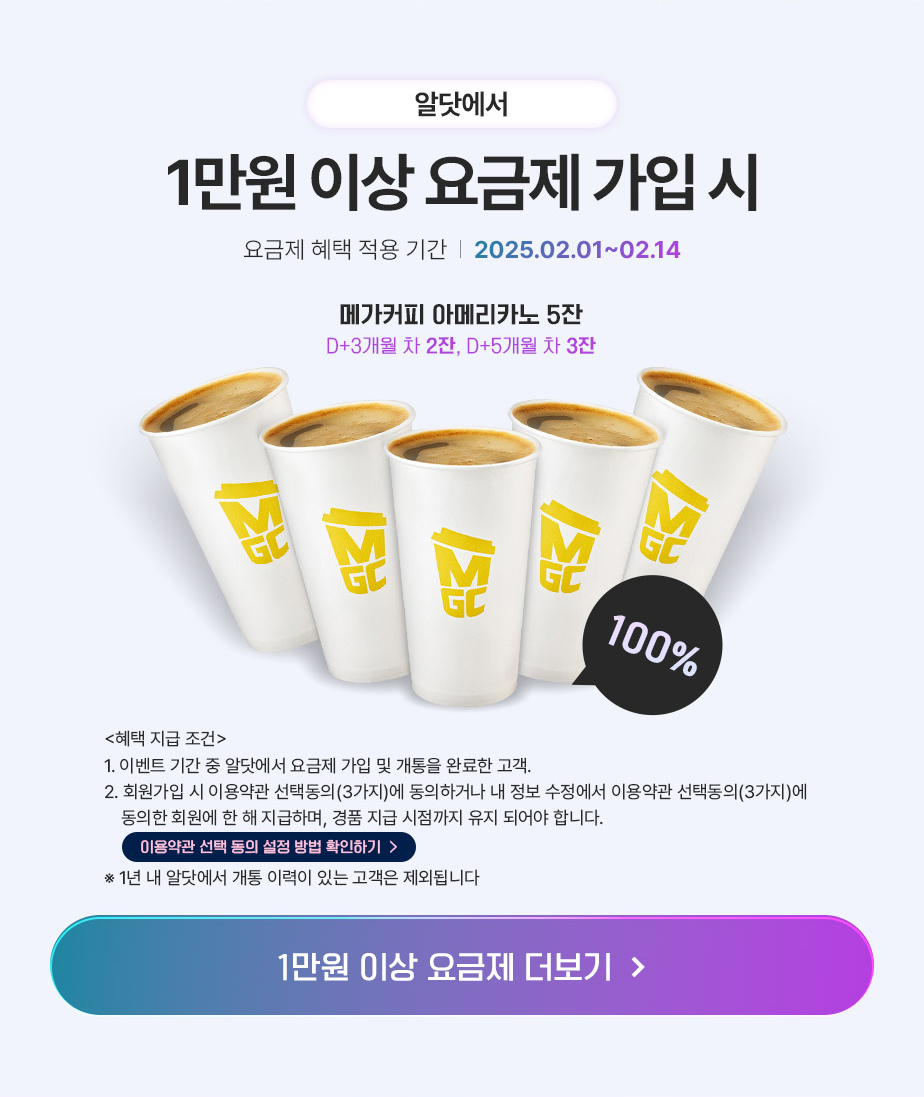 알닷에서
1만원 이상 요금제 가입 시
요금제 혜택 적용 기간 | 2025.02.01~02.14
메가커피 아메리카노 5잔
D+3개월 차 2잔, D+5개월 차 3잔
M
GC
M
GC
M
GC
M
GC
M
GC
100%
<혜택 지급 조건>
1. 이벤트 기간 중 알닷에서 요금제 가입 및 개통을 완료한 고객.
2. 회원가입 시 이용약관 선택동의(3가지)에 동의하거나 내 정보 수정에서 이용약관 선택동의(3가지)에
동의한 회원에 한 해 지급하며, 경품 지급 시점까지 유지 되어야 합니다.
이용약관 선택 동의 설정 방법 확인하기 >
※ 1년 내 알닷에서 개통 이력이 있는 고객은 제외됩니다
1만원 이상 요금제 더보기 >